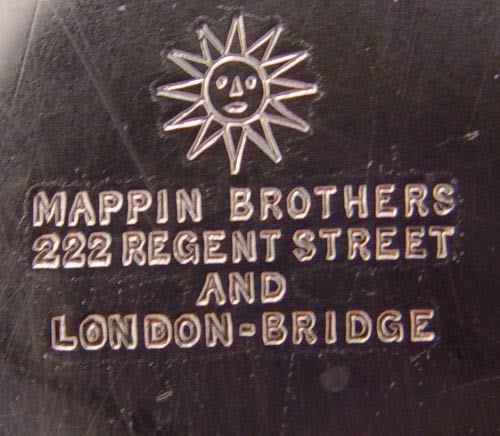 MAPPIN BROTHERS
222 REGENT STREET
AND
LONDON-BRIDGE